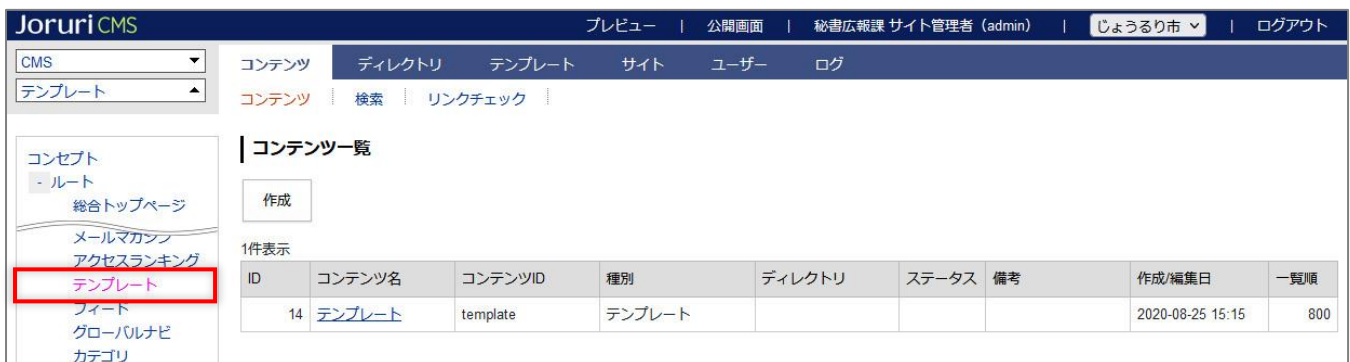 Joruri CMS プレビュー | 公開画面 | 秘書広報課 サイト管理者（admin） | じょうるり市 | ログアウト
CMS
テンプレート
コンテンツ ディレクトリ テンプレート サイト ユーザー ログ
コンテンツ 検索 リンクチェック
コンセプト
- ルート
総合トップページ
メールマガジン
アクセスランキング
テンプレート
フィード
グローバルナビ
カテゴリ
コンテンツ一覧
作成
1件表示
ID コンテンツ名 コンテンツID 種別 ディレクトリ ステータス 備考 作成/編集日 一覧順
14 テンプレート template テンプレート 2020-08-25 15:15 800